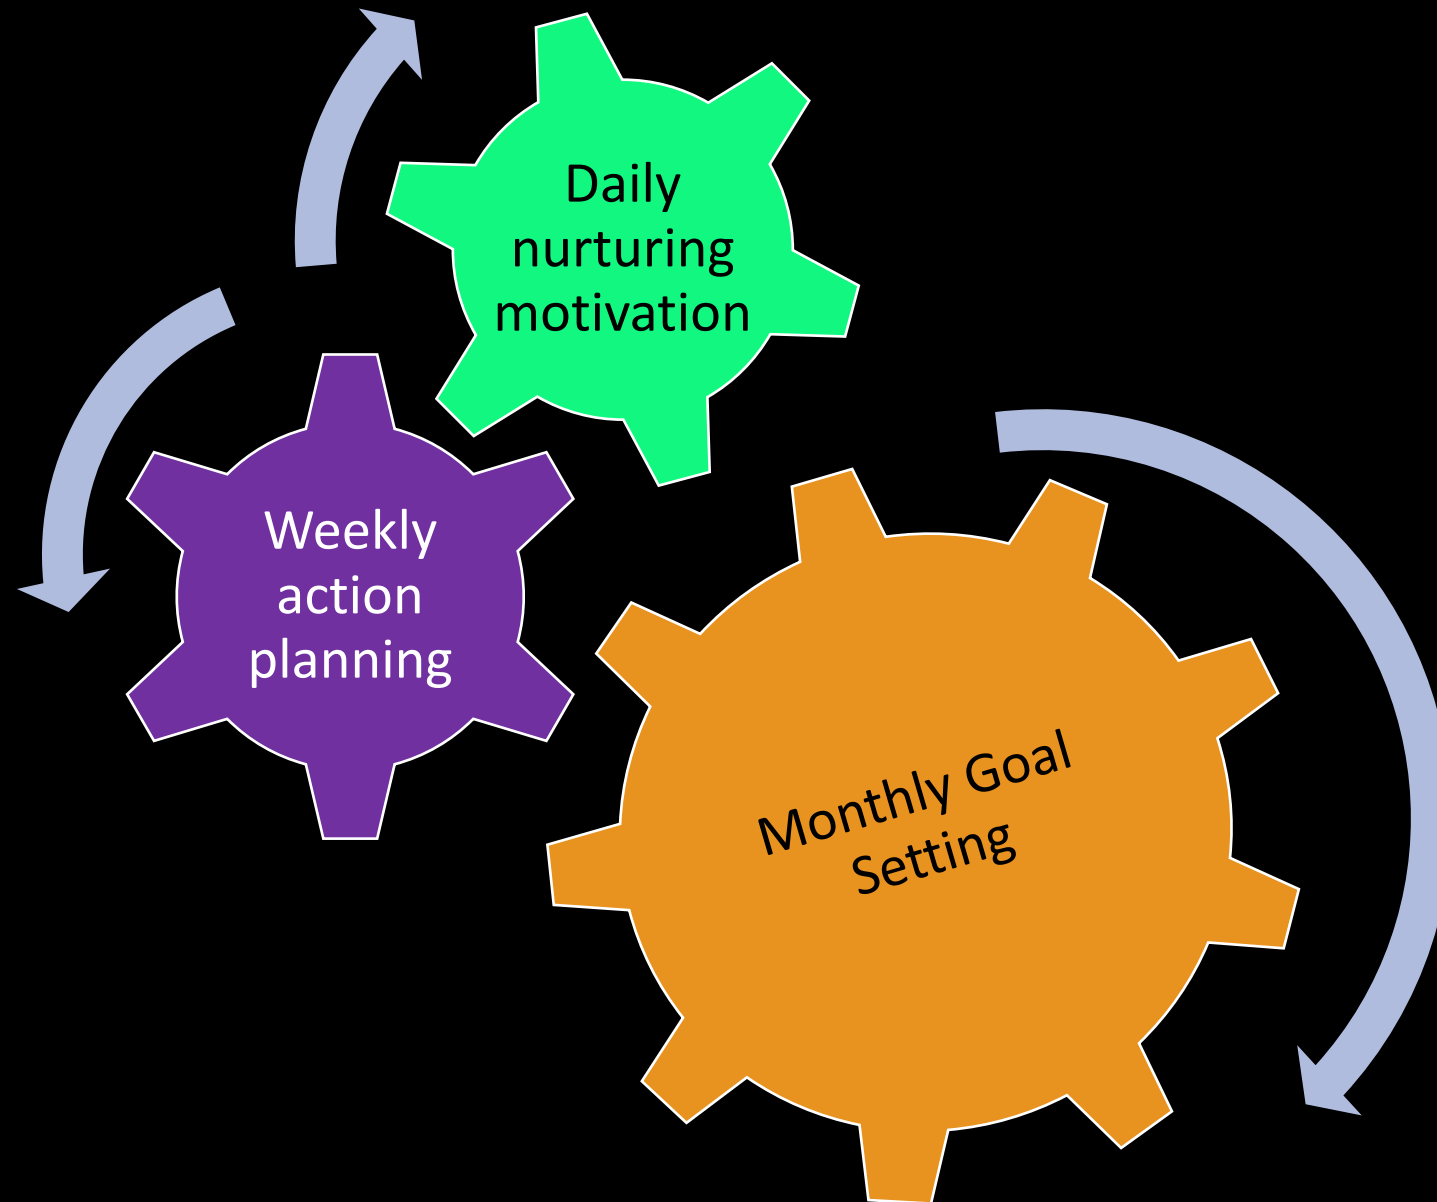 Daily
nurturing
motivation
Weekly
action
planning
Monthly Goal
Setting